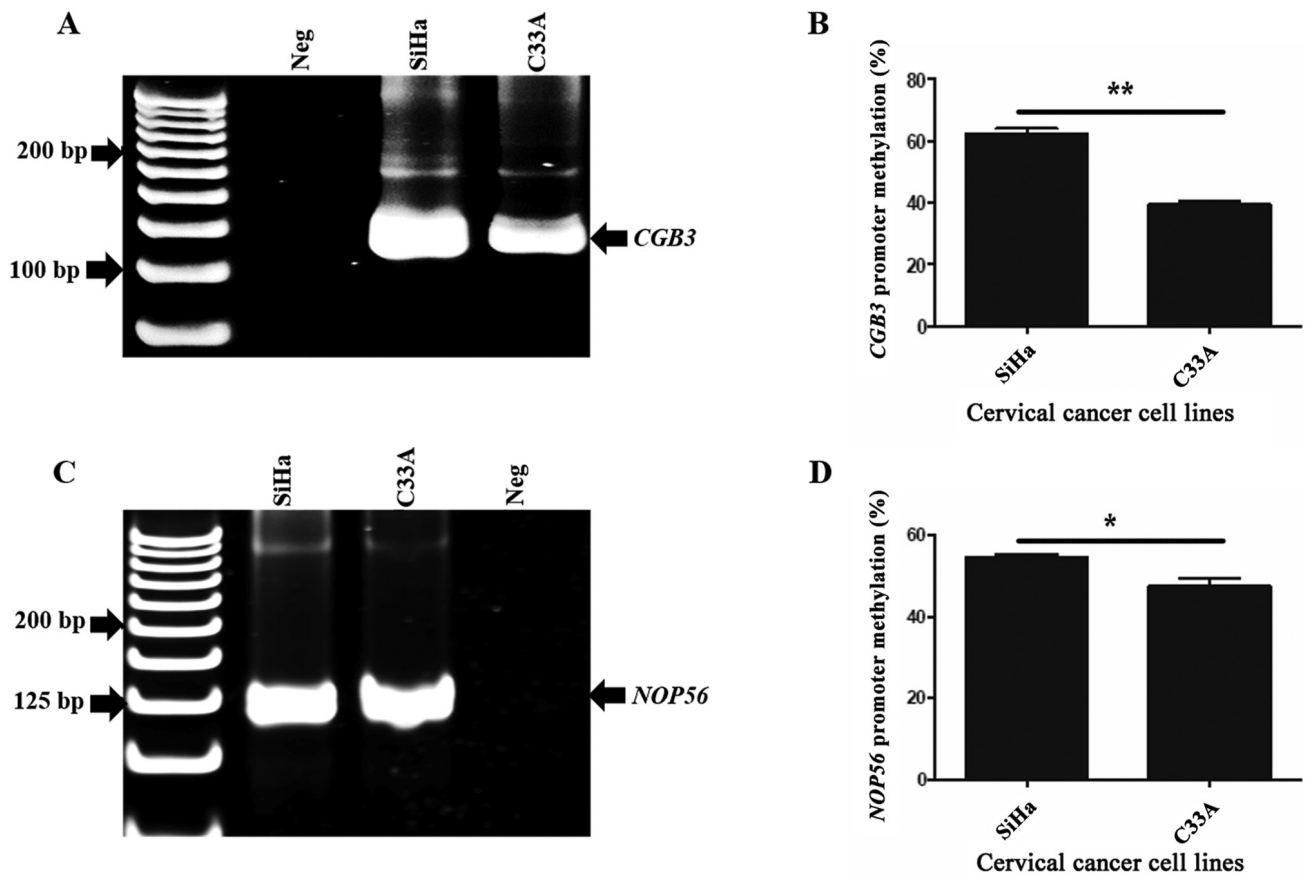 A
Neg
SiHa
C33A
200 bp
100 bp
CGB3
B
CGB3 promoter methylation (%)
80
60
40
20
0
**
SiHa
C33A
Cervical cancer cell lines
C
SiHa
C33A
Neg
200 bp
125 bp
NOP56
D
NOP56 promoter methylation (%)
60
40
20
0
*
SiHa
C33A
Cervical cancer cell lines